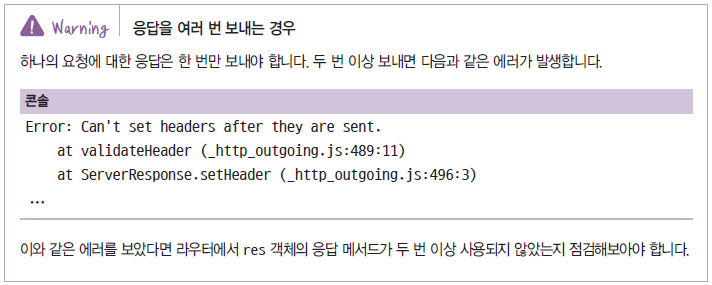 Warning 응답을 여러 번 보내는 경우
하나의 요청에 대한 응답은 한 번만 보내야 합니다. 두 번 이상 보내면 다음과 같은 에러가 발생합니다.
콘솔
Error: Can't set headers after they are sent.
    at validateHeader (_http_outgoing.js:489:11)
    at ServerResponse.setHeader (_http_outgoing.js:496:3)
...
이와 같은 에러를 보았다면 라우터에서 res 객체의 응답 메서드가 두 번 이상 사용되지 않았는지 점검해보아야 합니다.